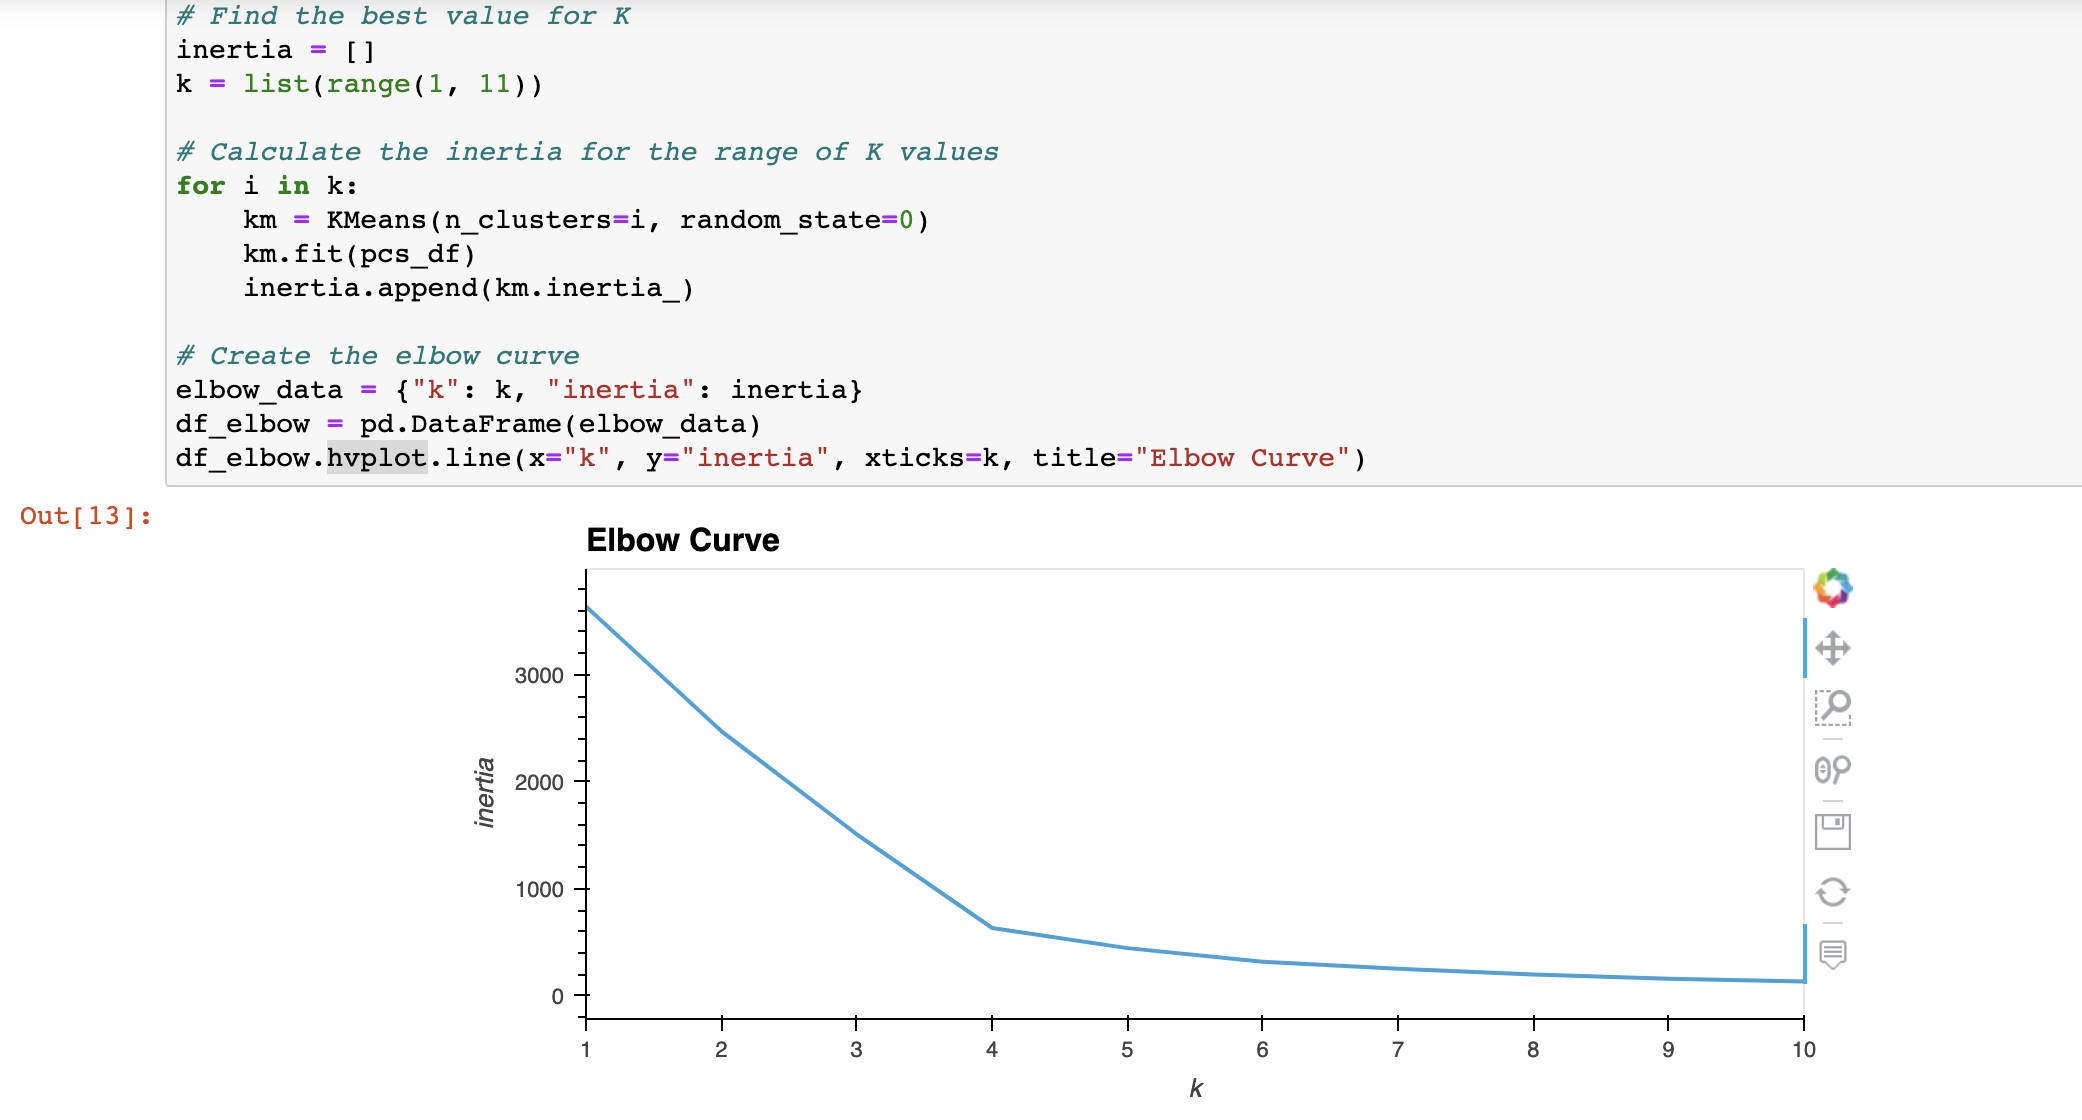 # Find the best value for K
inertia = []
k = list(range(1, 11))
# Calculate the inertia for the range of K values
for i in k:
    km = KMeans(n_clusters=i, random_state=0)
    km.fit(pcs_df)
    inertia.append(km.inertia_)
# Create the elbow curve
elbow_data = {"k": k, "inertia": inertia}
df_elbow = pd.DataFrame(elbow_data)
df_elbow.hvplot.line(x="k", y="inertia", xticks=k, title="Elbow Curve")
Out[13]:
Elbow Curve
3000
2000
1000
0
inertia
1 2 3 4 5 6 7 8 9 10
k